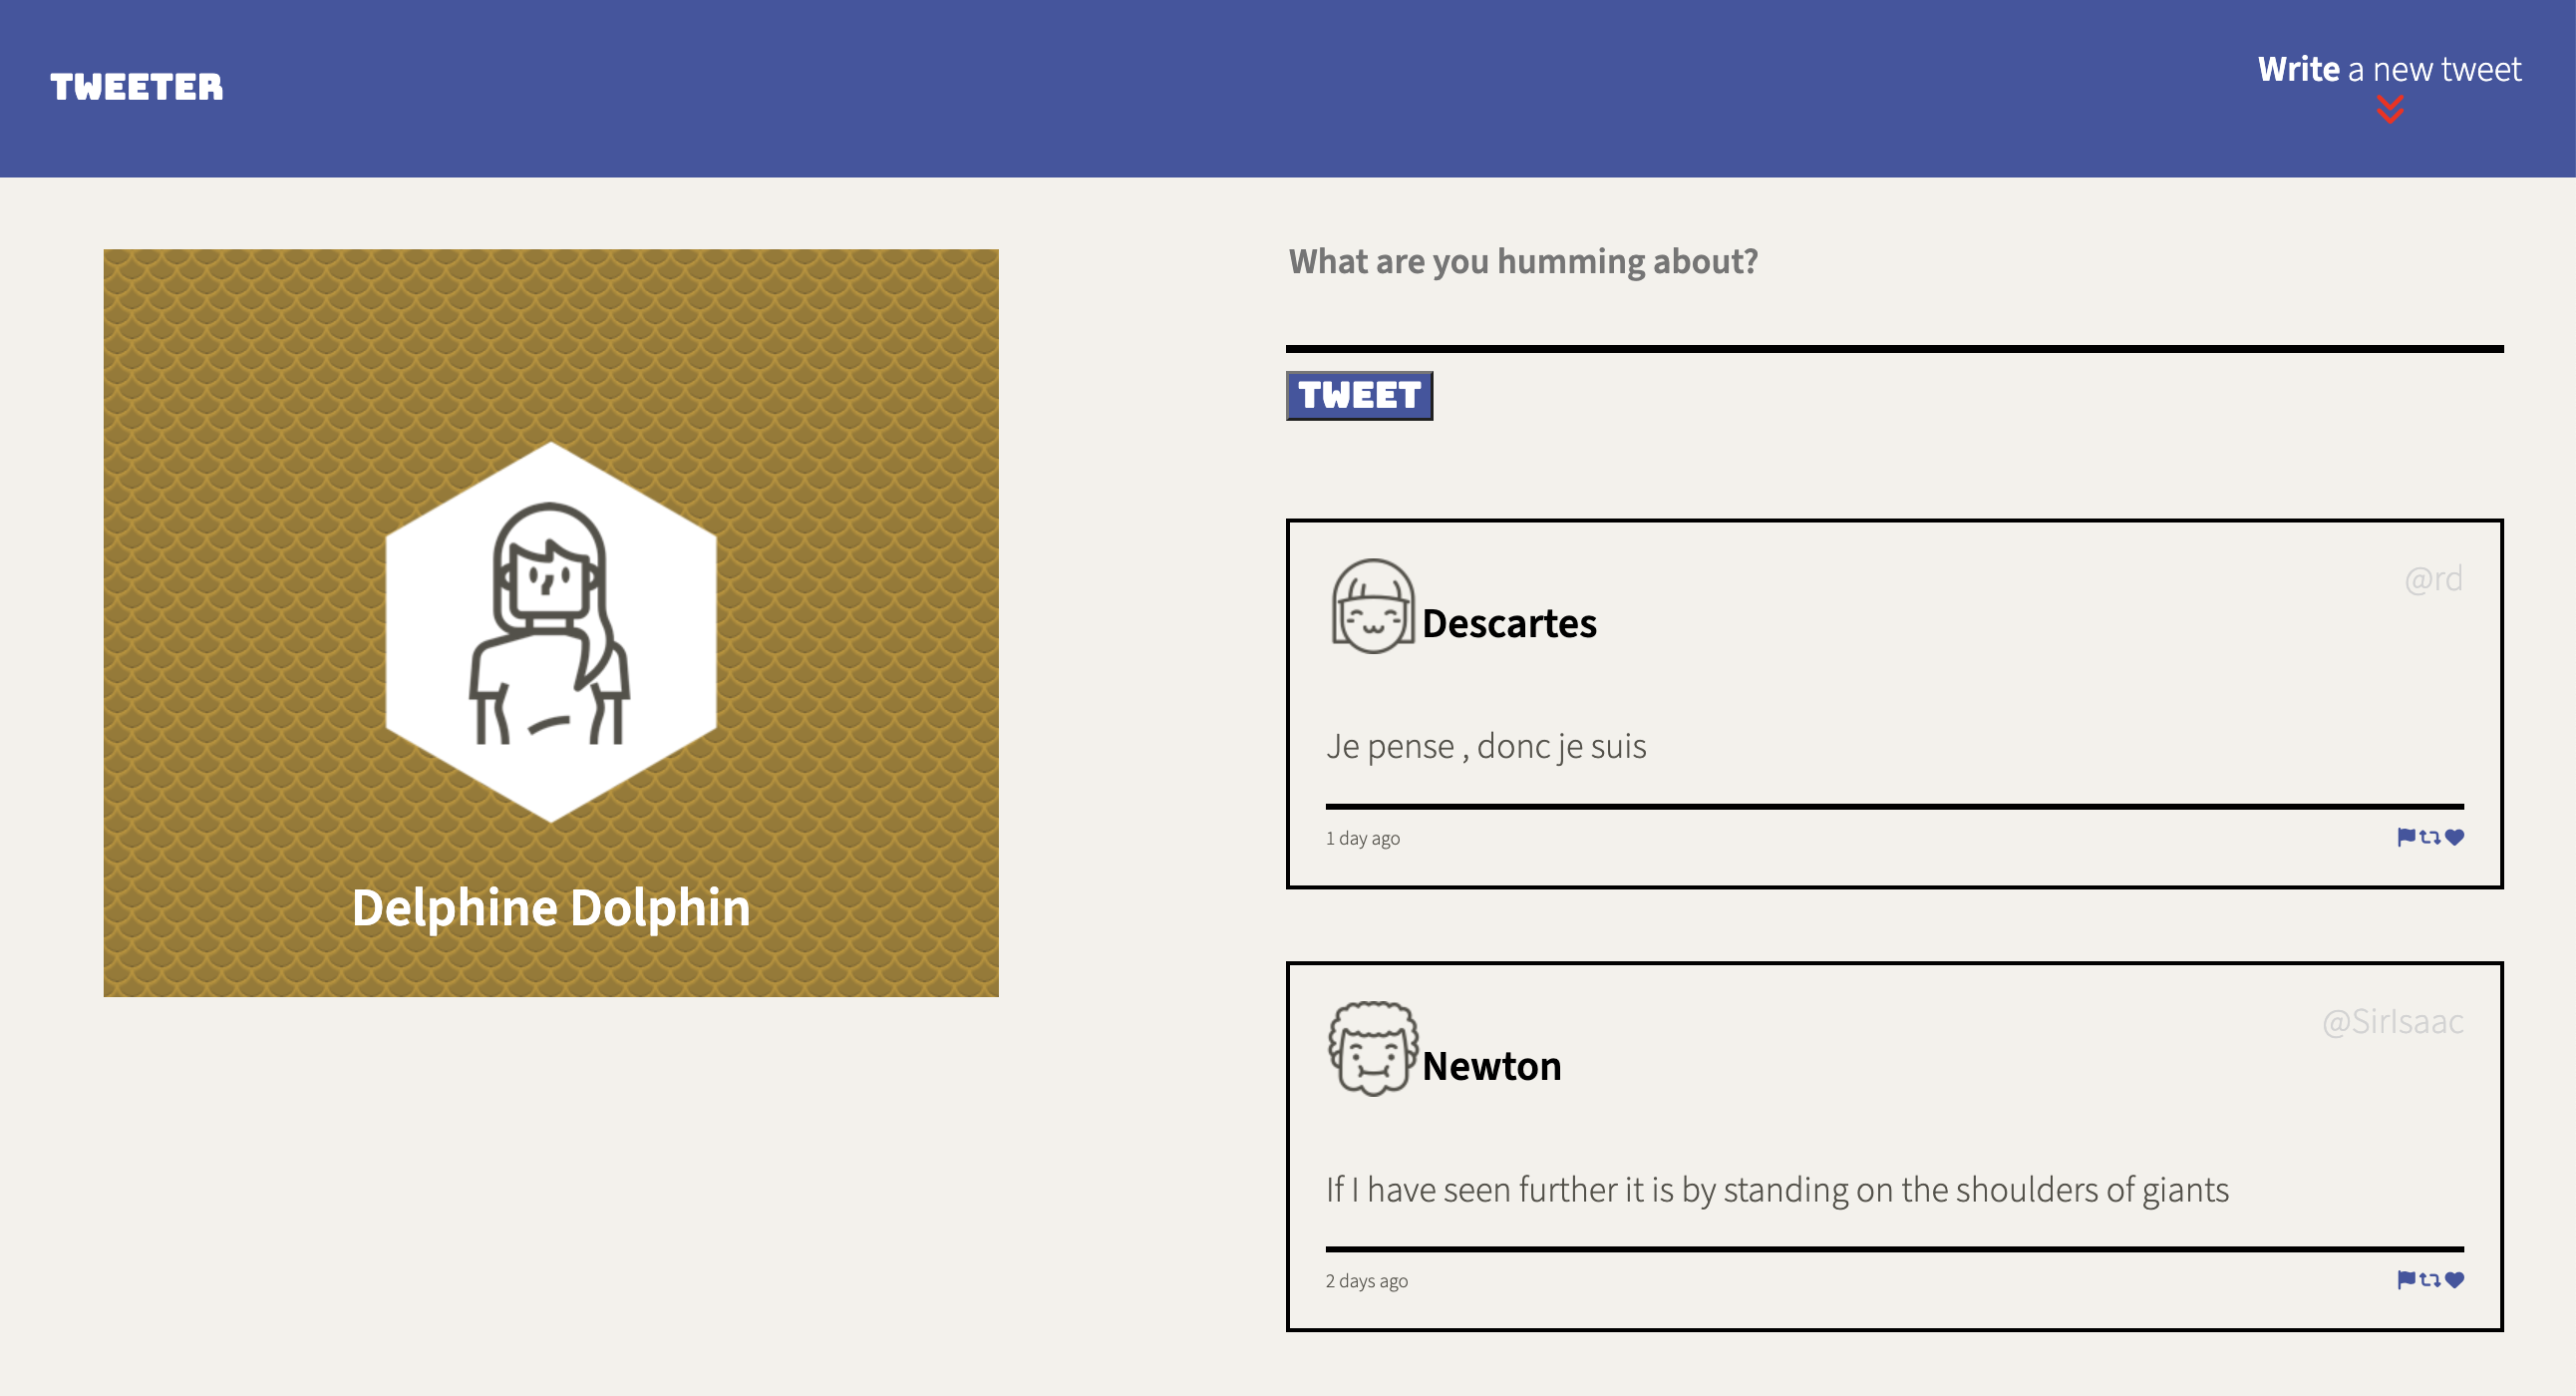 TWEETER
Write a new tweet
Delphine Dolphin
What are you humming about?
TWEET
@rd
Descartes
Je pense , donc je suis
1 day ago
@SirIsaac
Newton
If I have seen further it is by standing on the shoulders of giants
2 days ago